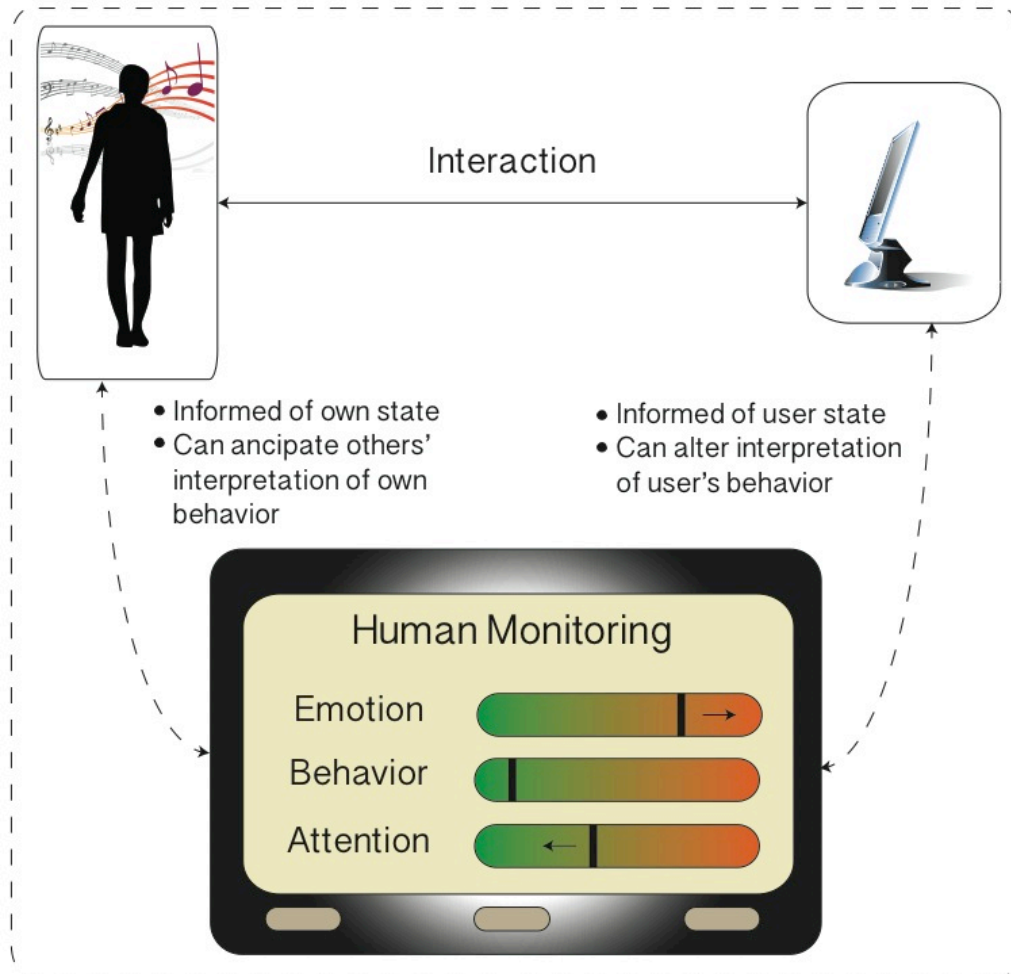 Interaction
• Informed of own state
• Can ancipate others'
interpretation of own
behavior
• Informed of user state
• Can alter interpretation
of user's behavior
Human Monitoring
Emotion
Behavior
Attention